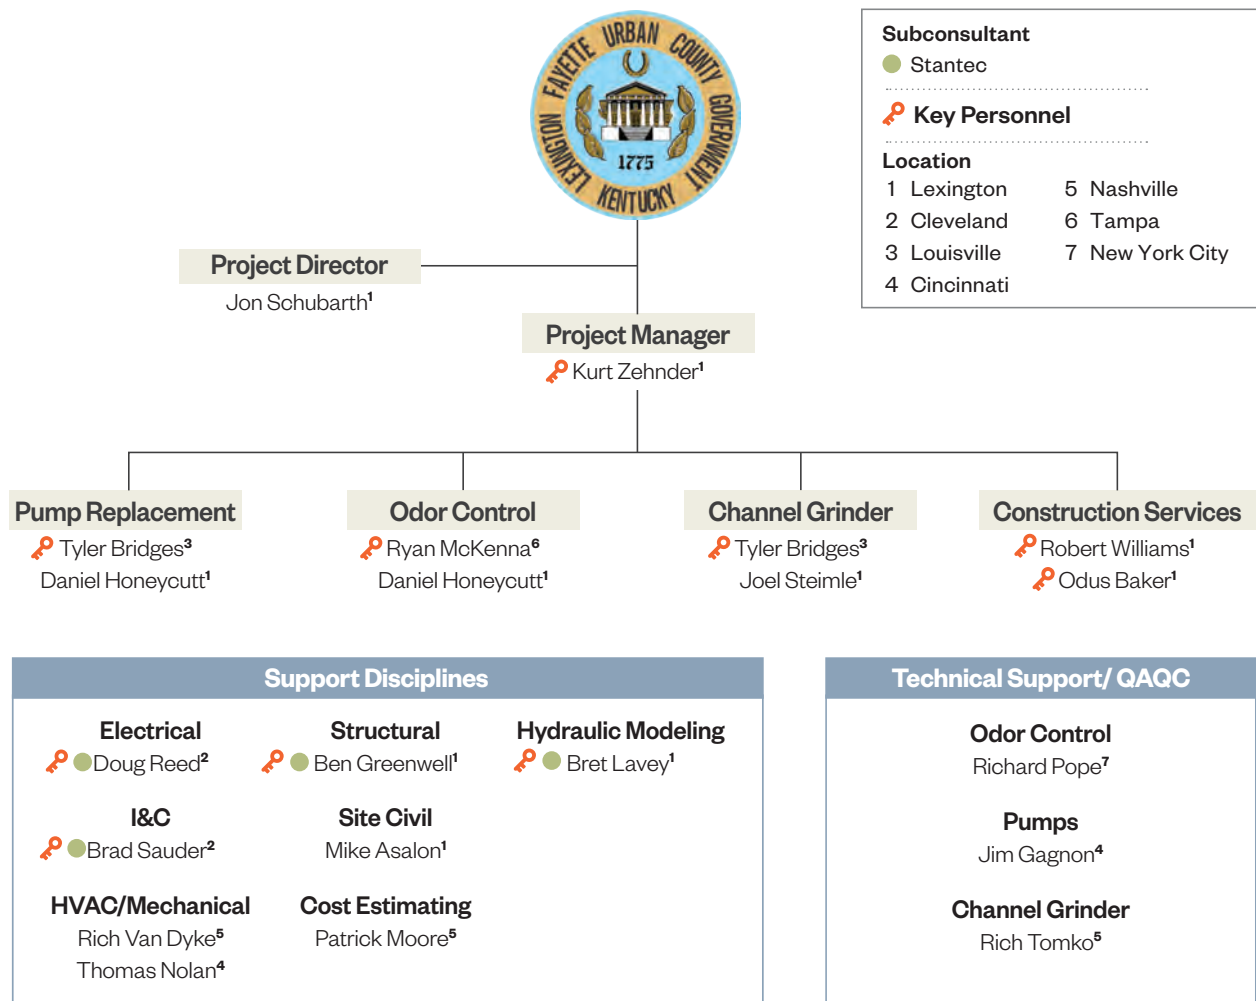 LEXINGTON FAYETTE URBAN COUNTY GOVERNMENT
1775
KENTUCKY
Subconsultant
Stantec
Key Personnel
Location
1 Lexington
2 Cleveland
3 Louisville
4 Cincinnati
5 Nashville
6 Tampa
7 New York City
Project Director
Jon Schubarth¹
Project Manager
Kurt Zehnder¹
Pump Replacement
Tyler Bridges³
Daniel Honeycutt¹
Odor Control
Ryan McKenna⁶
Daniel Honeycutt¹
Channel Grinder
Tyler Bridges³
Joel Steimle¹
Construction Services
Robert Williams¹
Odus Baker¹
Support Disciplines
Electrical
Doug Reed²
Structural
Ben Greenwell¹
Hydraulic Modeling
Bret Lavey¹
I&C
Brad Sauder²
Site Civil
Mike Asalon¹
HVAC/Mechanical
Rich Van Dyke⁵
Thomas Nolan⁴
Cost Estimating
Patrick Moore⁵
Technical Support/ QAQC
Odor Control
Richard Pope⁷
Pumps
Jim Gagnon⁴
Channel Grinder
Rich Tomko⁵